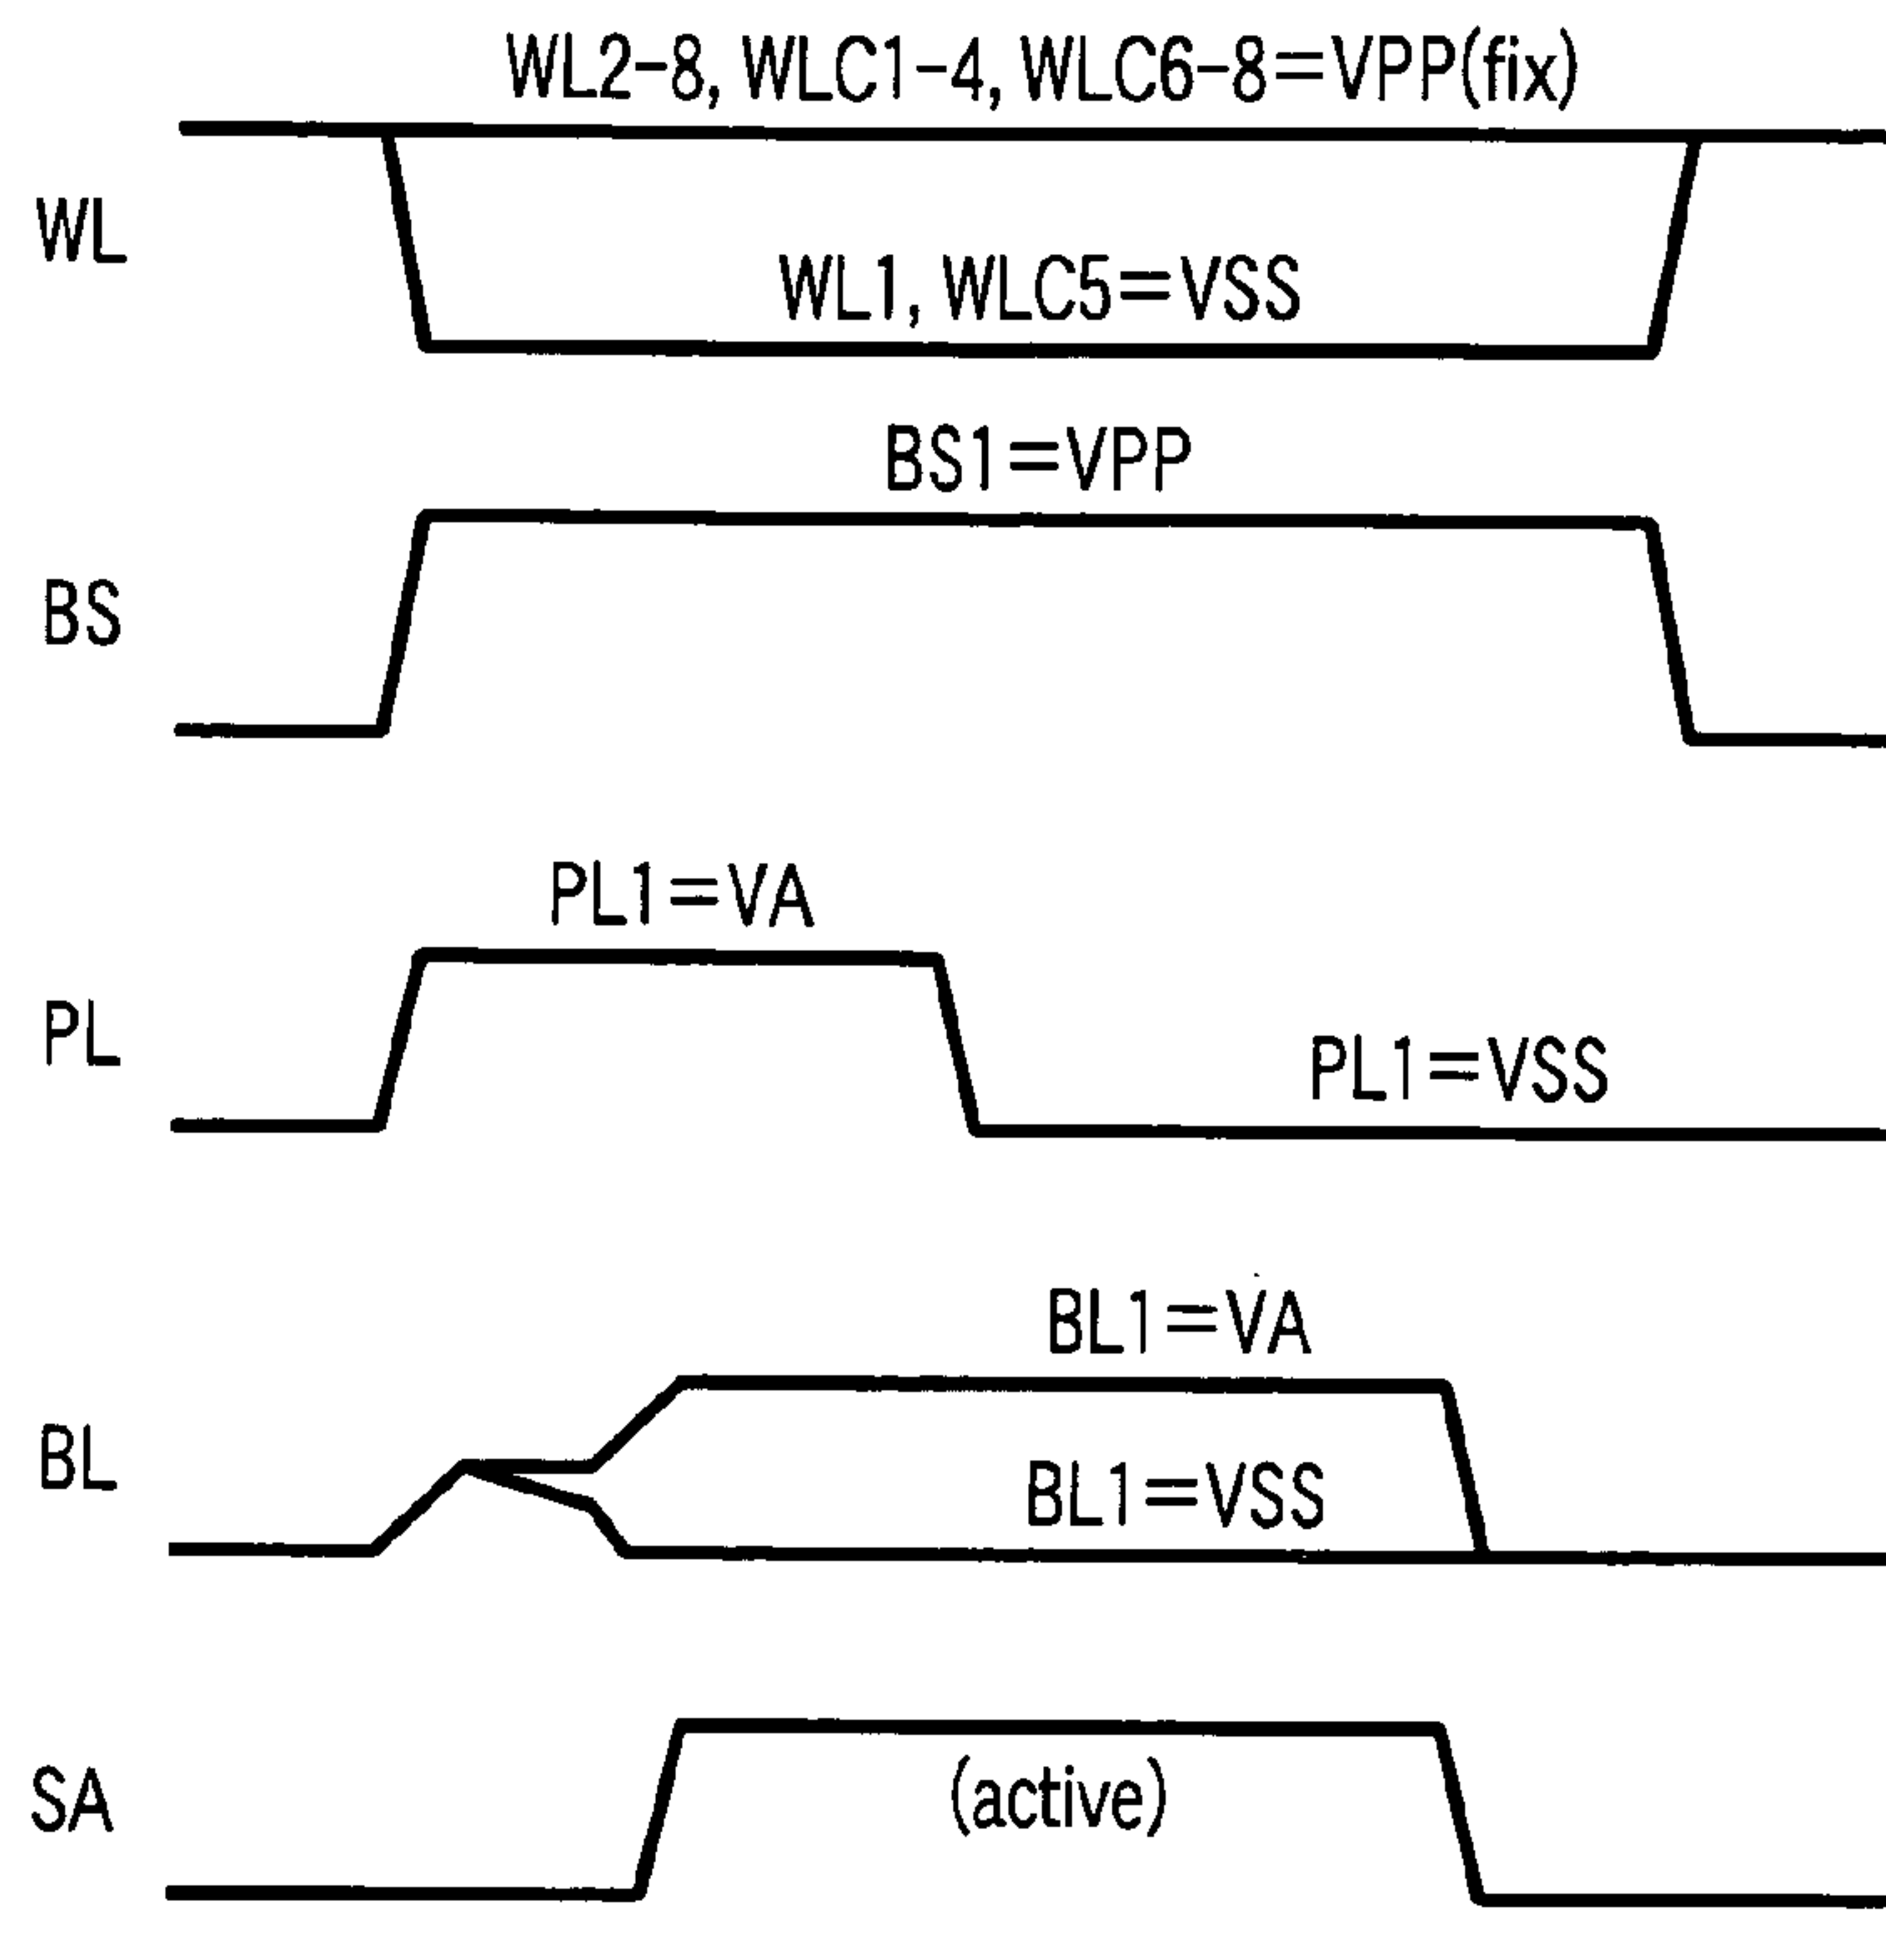 WL2-8, WLC1-4, WLC6-8=VPP(fix)
WL
WL1, WLC5=VSS
BS1=VPP
BS
PL1=VA
PL
PL1=VSS
BL1=VA
BL
BL1=VSS
SA
(active)